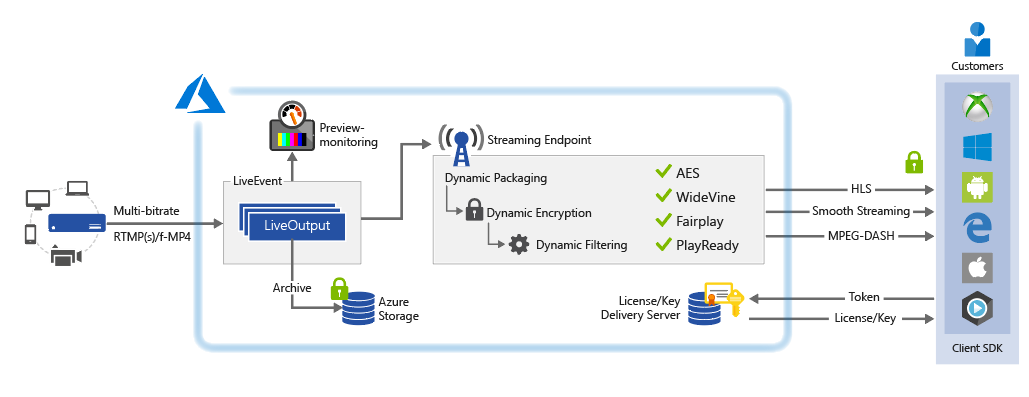 Customers
Preview-
monitoring
Streaming Endpoint
LiveEvent
Dynamic Packaging
AES
HLS
WideVine
Multi-bitrate
Dynamic Encryption
Smooth Streaming
LiveOutput
Fairplay
RTMP(s)/f-MP4
MPEG-DASH
Dynamic Filtering
PlayReady
Archive
Azure
Storage
License/Key
Delivery Server
Token
License/Key
Client SDK